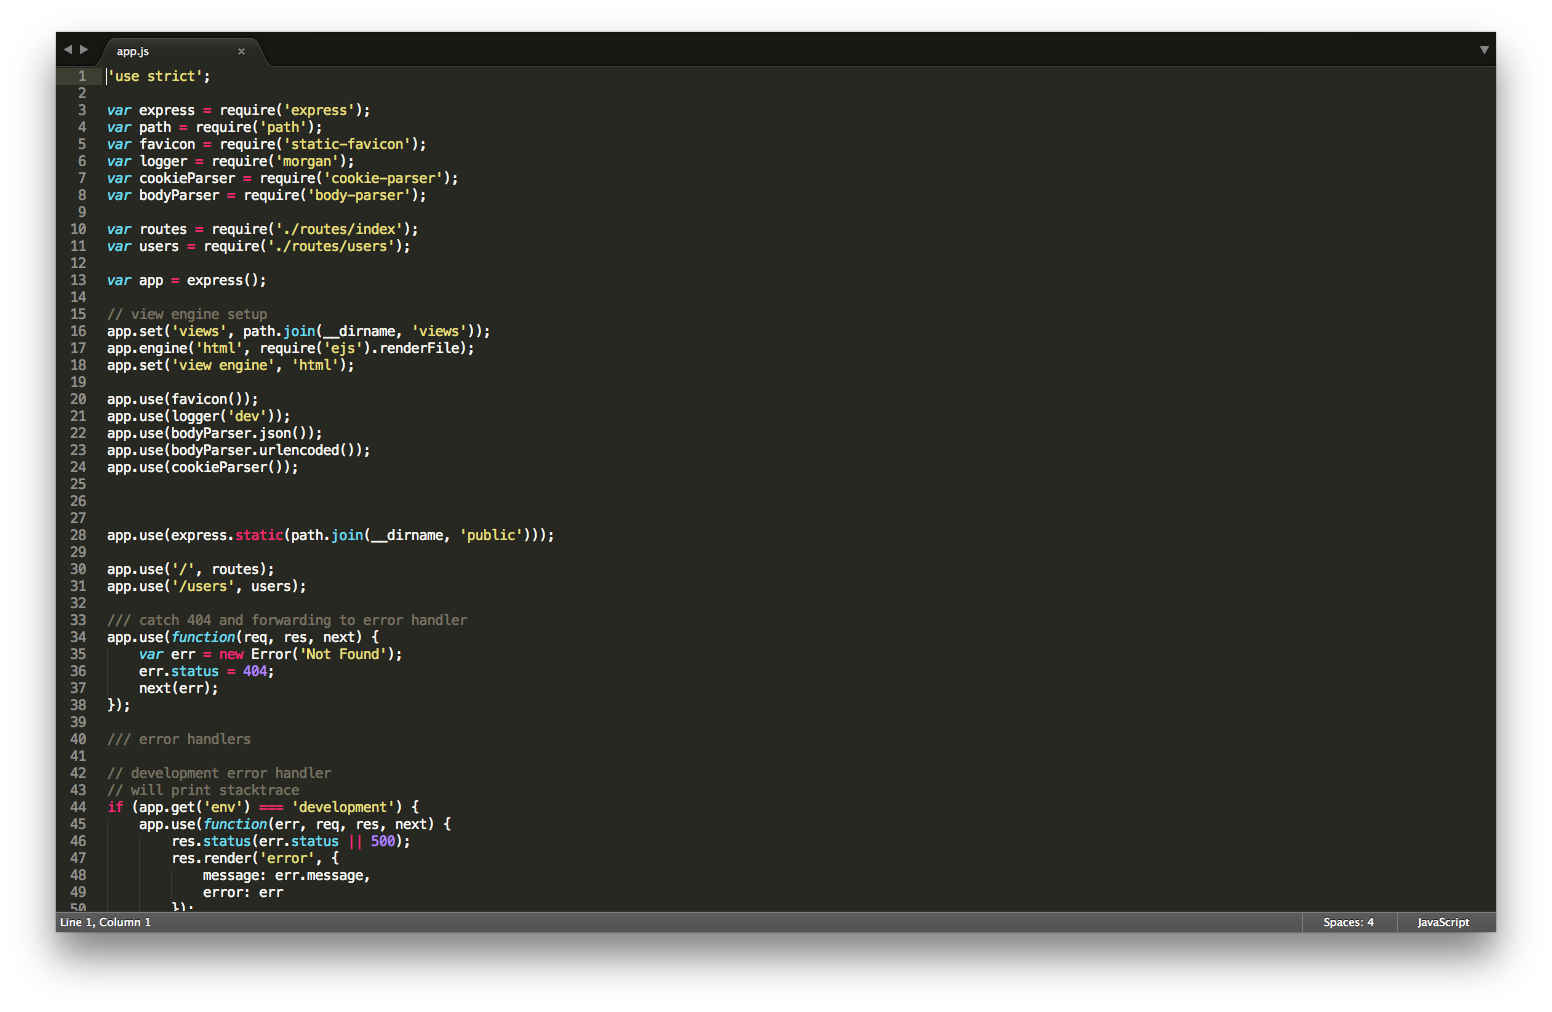 app.js
1 'use strict';
2
3 var express = require('express');
4 var path = require('path');
5 var favicon = require('static-favicon');
6 var logger = require('morgan');
7 var cookieParser = require('cookie-parser');
8 var bodyParser = require('body-parser');
9
10 var routes = require('./routes/index');
11 var users = require('./routes/users');
12
13 var app = express();
14
15 // view engine setup
16 app.set('views', path.join(__dirname, 'views'));
17 app.engine('html', require('ejs').renderFile);
18 app.set('view engine', 'html');
19
20 app.use(favicon());
21 app.use(logger('dev'));
22 app.use(bodyParser.json());
23 app.use(bodyParser.urlencoded());
24 app.use(cookieParser());
25
26
27
28 app.use(express.static(path.join(__dirname, 'public')));
29
30 app.use('/', routes);
31 app.use('/users', users);
32
33 /// catch 404 and forwarding to error handler
34 app.use(function(req, res, next) {
35     var err = new Error('Not Found');
36     err.status = 404;
37     next(err);
38 });
39
40 /// error handlers
41
42 // development error handler
43 // will print stacktrace
44 if (app.get('env') === 'development') {
45     app.use(function(err, req, res, next) {
46         res.status(err.status || 500);
47         res.render('error', {
48             message: err.message,
49             error: err
50         });
Line 1, Column 1 Spaces: 4 JavaScript